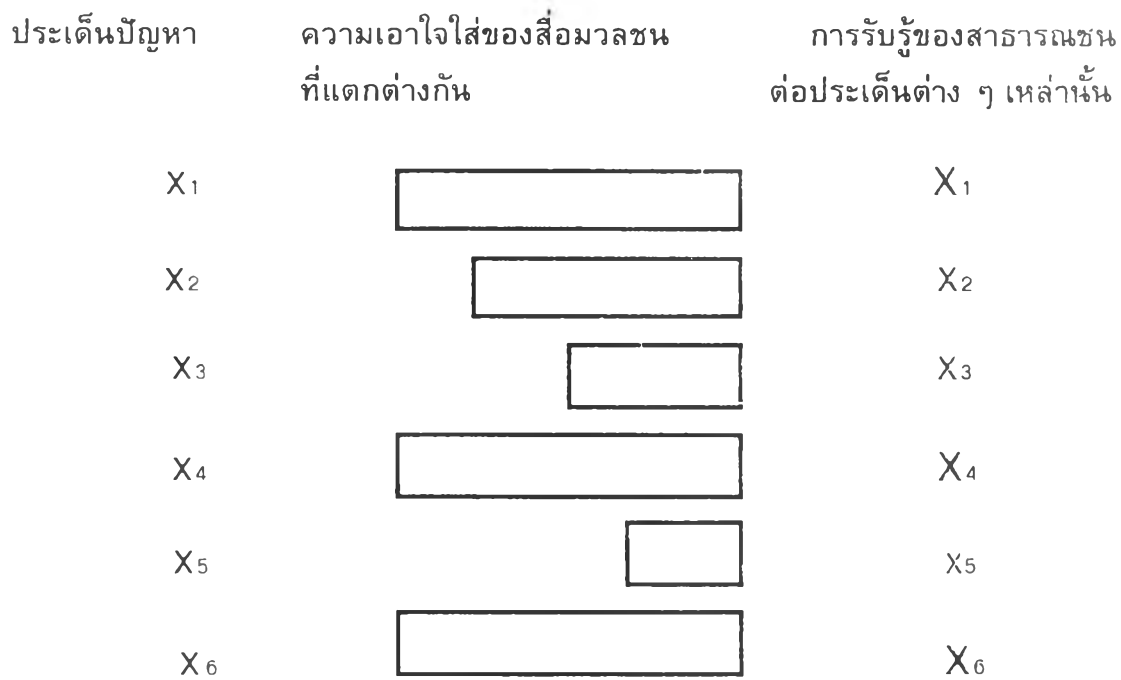 ประเด็นปัญหา ความเอาใจใส่ของสื่อมวลชน การรับรู้ของสาธารณชน
ที่แตกต่างกัน ต่อประเด็นต่าง ๆ เหล่านั้น
X1 X1
X2 X2
X3 X3
X4 X4
X5 X5
X6 X6